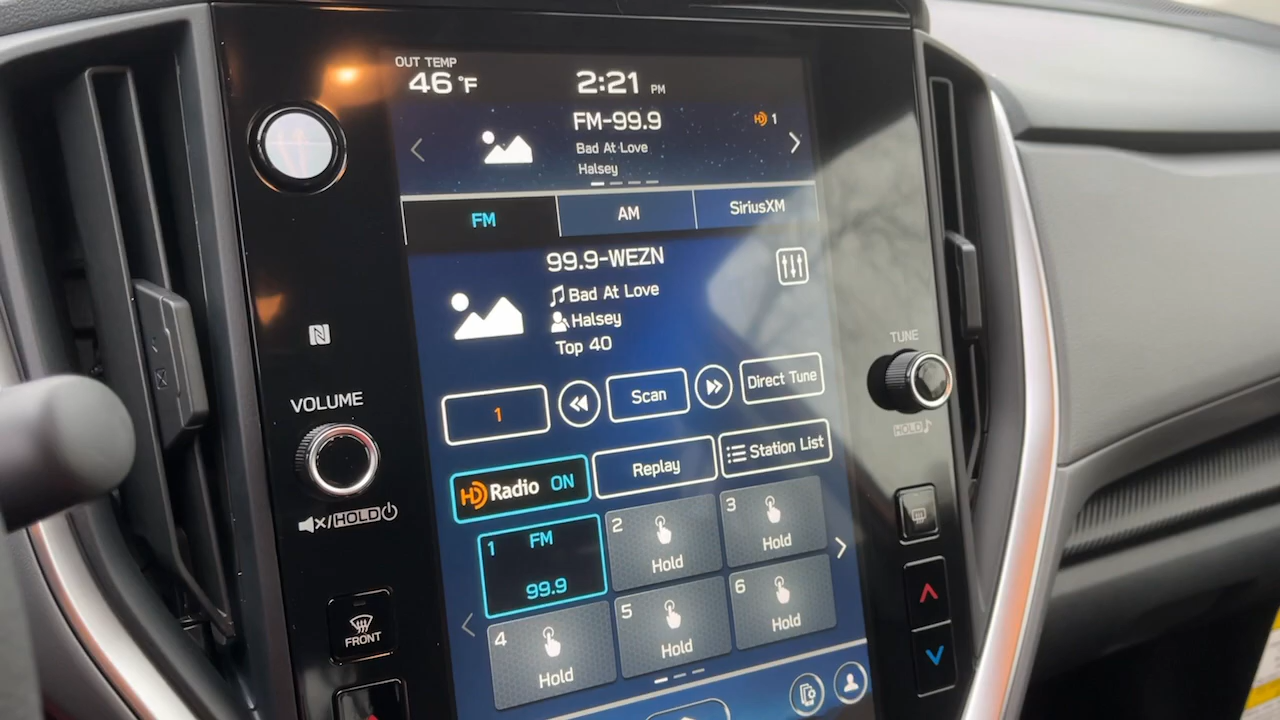 OUT TEMP
46 °F
2:21 PM
FM-99.9
HD 1
Bad At Love
Halsey
FM
AM
SiriusXM
99.9-WEZN
Bad At Love
Halsey
Top 40
1
Scan
Direct Tune
HD Radio ON
Replay
Station List
1 FM
99.9
2
Hold
3
Hold
4
Hold
5
Hold
6
Hold
VOLUME
/HOLD
FRONT
TUNE
HOLD